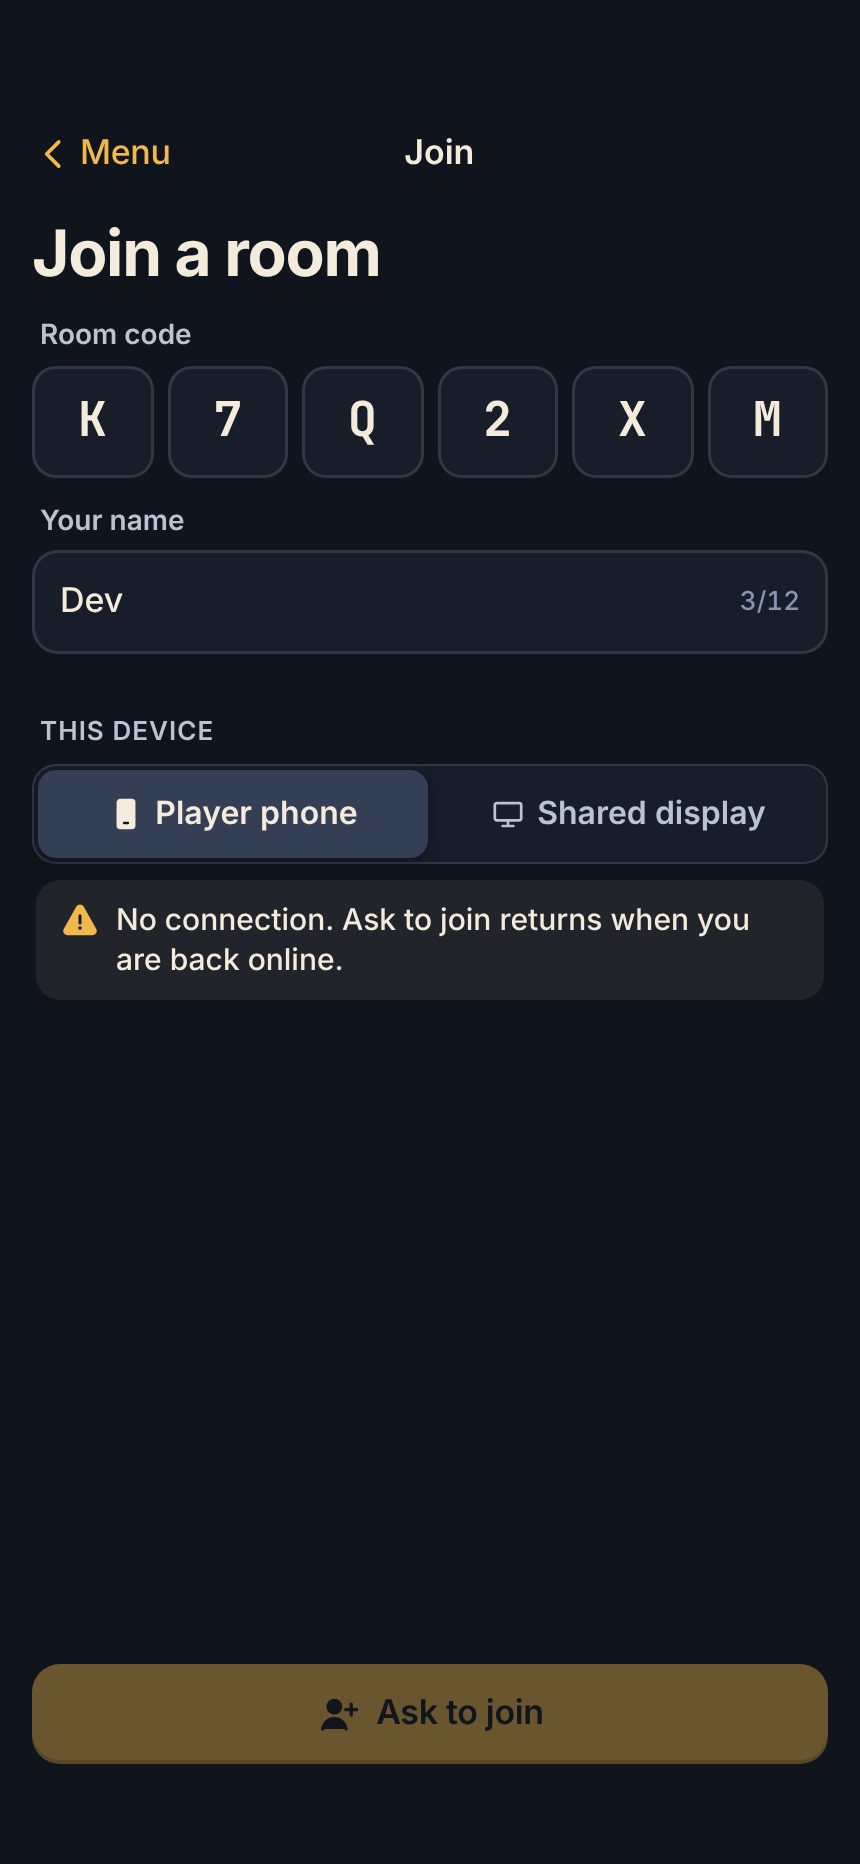 Menu
Join
Join a room
Room code
K 7 Q 2 X M
Your name
Dev
3/12
THIS DEVICE
Player phone
Shared display
No connection. Ask to join returns when you
are back online.
Ask to join